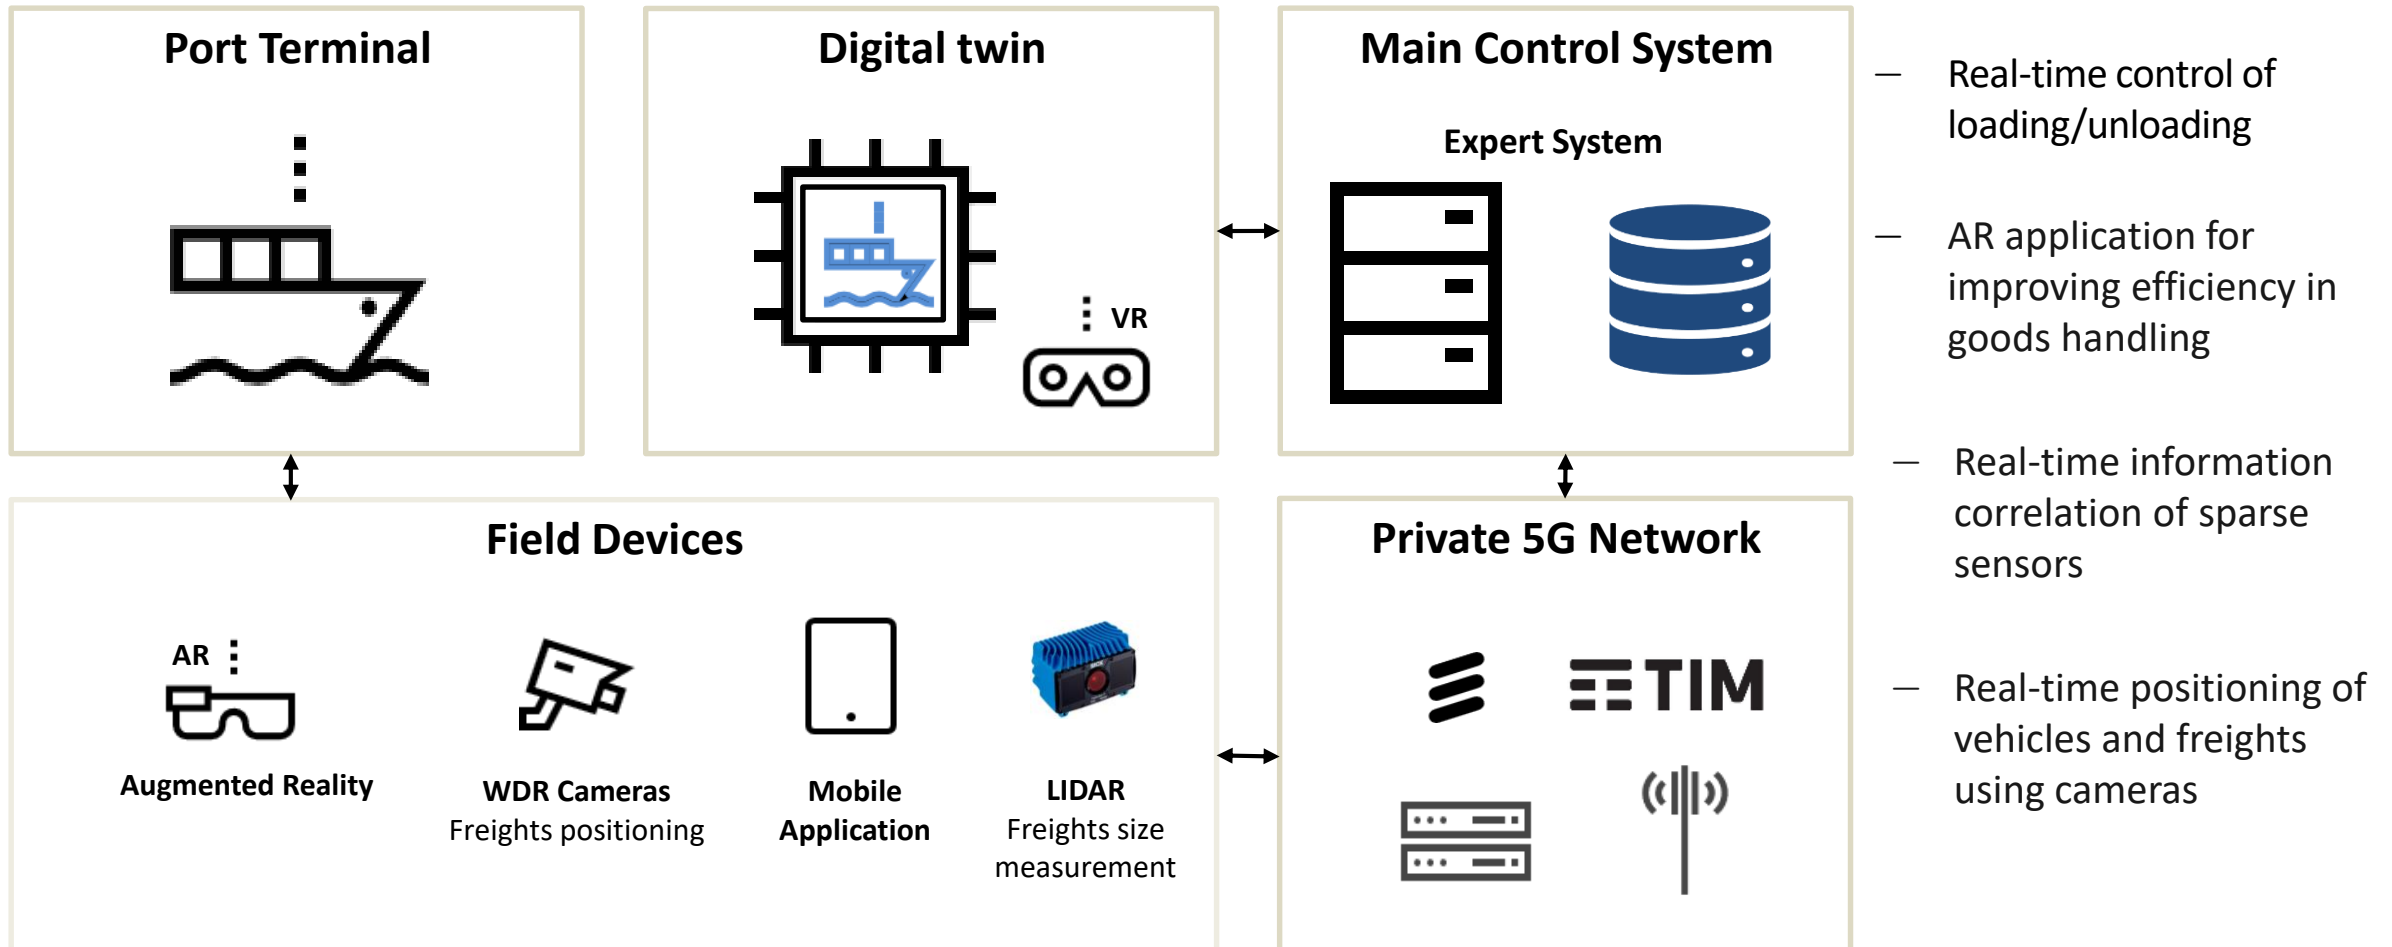 Port Terminal
Digital twin
VR
Main Control System
Expert System
Field Devices
AR
Augmented Reality
WDR Cameras
Freights positioning
Mobile
Application
LIDAR
Freights size
measurement
Private 5G Network
TIM
— Real-time control of
loading/unloading
— AR application for
improving efficiency in
goods handling
— Real-time information
correlation of sparse
sensors
— Real-time positioning of
vehicles and freights
using cameras